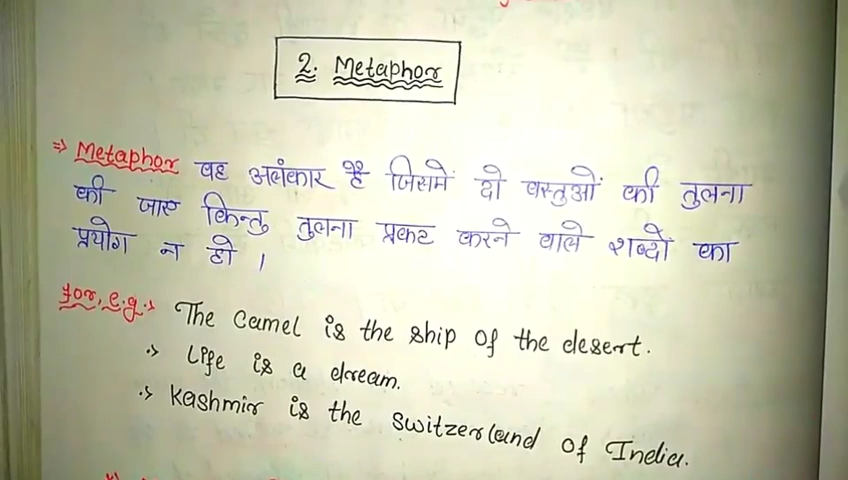 2. Metaphor
⇒ Metaphor वह अलंकार है जिसमें दो वस्तुओं की तुलना
की जाए किन्तु तुलना प्रकट करने वाले शब्दों का
प्रयोग न हो ।
For, e.g. :> The Camel is the ship of the desert.
:> Life is a dream.
:> Kashmir is the Switzerland of India.